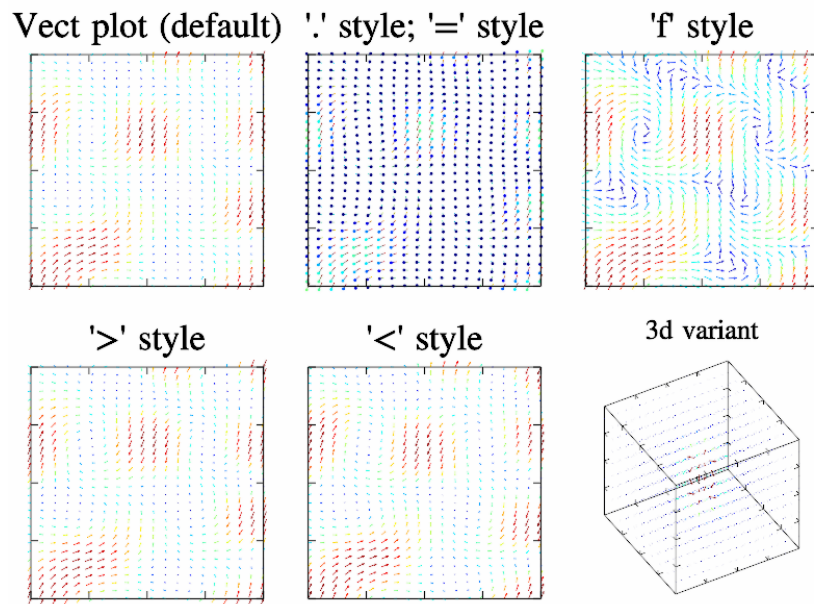 Vect plot (default)
'.' style; '=' style
'f' style
'>' style
'<' style
3d variant